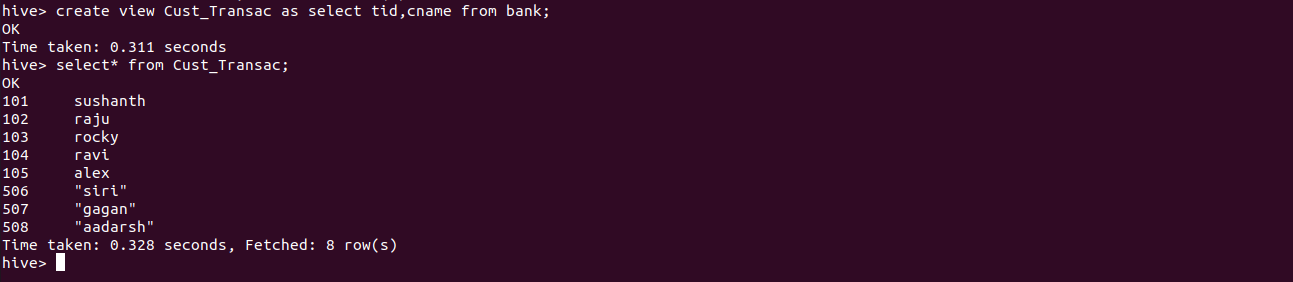 hive> create view Cust_Transac as select tid,cname from bank;
OK
Time taken: 0.311 seconds
hive> select* from Cust_Transac;
OK
101     sushanth
102     raju
103     rocky
104     ravi
105     alex
506     "siri"
507     "gagan"
508     "aadarsh"
Time taken: 0.328 seconds, Fetched: 8 row(s)
hive>